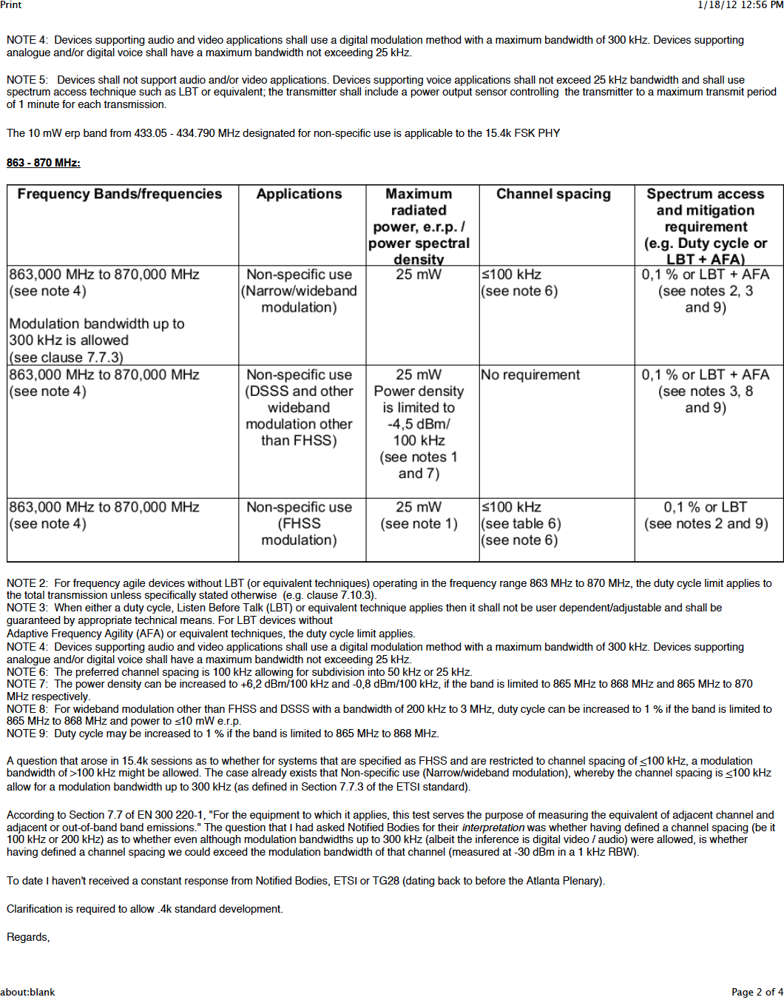 Print
1/18/12 12:56 PM
NOTE 4:  Devices supporting audio and video applications shall use a digital modulation method with a maximum bandwidth of 300 kHz. Devices supporting
analogue and/or digital voice shall have a maximum bandwidth not exceeding 25 kHz.
NOTE 5:   Devices shall not support audio and/or video applications. Devices supporting voice applications shall not exceed 25 kHz bandwidth and shall use
spectrum access technique such as LBT or equivalent; the transmitter shall include a power output sensor controlling  the transmitter to a maximum transmit period
of 1 minute for each transmission.
The 10 mW erp band from 433.05 - 434.790 MHz designated for non-specific use is applicable to the 15.4k FSK PHY
863 - 870 MHz:
Frequency Bands/frequencies
Applications
Maximum
radiated
power, e.r.p. /
power spectral
density
Channel spacing
Spectrum access
and mitigation
requirement
(e.g. Duty cycle or
LBT + AFA)
863,000 MHz to 870,000 MHz
(see note 4)
Modulation bandwidth up to
300 kHz is allowed
(see clause 7.7.3)
Non-specific use
(Narrow/wideband
modulation)
25 mW
≤100 kHz
(see note 6)
0,1 % or LBT + AFA
(see notes 2, 3
and 9)
863,000 MHz to 870,000 MHz
(see note 4)
Non-specific use
(DSSS and other
wideband
modulation other
than FHSS)
25 mW
Power density
is limited to
-4,5 dBm/
100 kHz
(see notes 1
and 7)
No requirement
0,1 % or LBT + AFA
(see notes 3, 8
and 9)
863,000 MHz to 870,000 MHz
(see note 4)
Non-specific use
(FHSS
modulation)
25 mW
(see note 1)
≤100 kHz
(see table 6)
(see note 6)
0,1 % or LBT
(see notes 2 and 9)
NOTE 2:  For frequency agile devices without LBT (or equivalent techniques) operating in the frequency range 863 MHz to 870 MHz, the duty cycle limit applies to
the total transmission unless specifically stated otherwise  (e.g. clause 7.10.3).
NOTE 3:  When either a duty cycle, Listen Before Talk (LBT) or equivalent technique applies then it shall not be user dependent/adjustable and shall be
guaranteed by appropriate technical means. For LBT devices without
Adaptive Frequency Agility (AFA) or equivalent techniques, the duty cycle limit applies.
NOTE 4:  Devices supporting audio and video applications shall use a digital modulation method with a maximum bandwidth of 300 kHz. Devices supporting
analogue and/or digital voice shall have a maximum bandwidth not exceeding 25 kHz.
NOTE 6:  The preferred channel spacing is 100 kHz allowing for subdivision into 50 kHz or 25 kHz.
NOTE 7:  The power density can be increased to +6,2 dBm/100 kHz and -0,8 dBm/100 kHz, if the band is limited to 865 MHz to 868 MHz and 865 MHz to 870
MHz respectively.
NOTE 8:  For wideband modulation other than FHSS and DSSS with a bandwidth of 200 kHz to 3 MHz, duty cycle can be increased to 1 % if the band is limited to
865 MHz to 868 MHz and power to ≤10 mW e.r.p.
NOTE 9:  Duty cycle may be increased to 1 % if the band is limited to 865 MHz to 868 MHz.
A question that arose in 15.4k sessions as to whether for systems that are specified as FHSS and are restricted to channel spacing of ≤100 kHz, a modulation
bandwidth of >100 kHz might be allowed. The case already exists that Non-specific use (Narrow/wideband modulation), whereby the channel spacing is ≤100 kHz
allow for a modulation bandwidth up to 300 kHz (as defined in Section 7.7.3 of the ETSI standard).
According to Section 7.7 of EN 300 220-1, "For the equipment to which it applies, this test serves the purpose of measuring the equivalent of adjacent channel and
adjacent or out-of-band band emissions." The question that I had asked Notified Bodies for their interpretation was whether having defined a channel spacing (be it
100 kHz or 200 kHz) as to whether even although modulation bandwidths up to 300 kHz (albeit the inference is digital video / audio) were allowed, is whether
having defined a channel spacing we could exceed the modulation bandwidth of that channel (measured at -30 dBm in a 1 kHz RBW).
To date I haven't received a constant response from Notified Bodies, ETSI or TG28 (dating back to before the Atlanta Plenary).
Clarification is required to allow .4k standard development.
Regards,
about:blank
Page 2 of 4